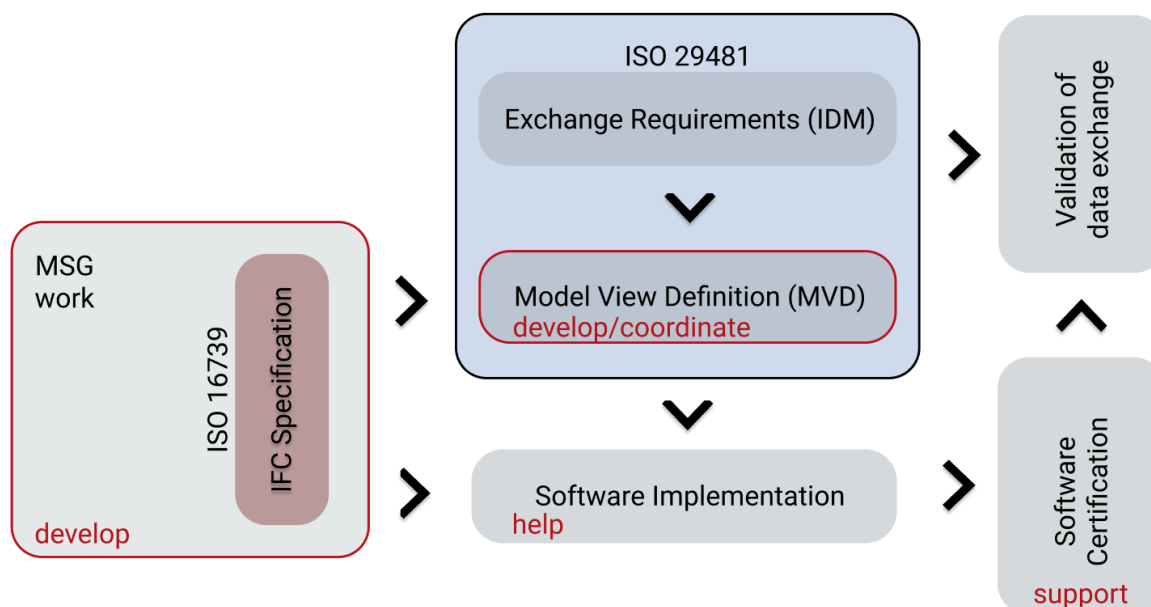 MSG
work
ISO 16739
IFC Specification
develop
ISO 29481
Exchange Requirements (IDM)
Model View Definition (MVD)
develop/coordinate
Software Implementation
help
Validation of
data exchange
Software
Certification
support